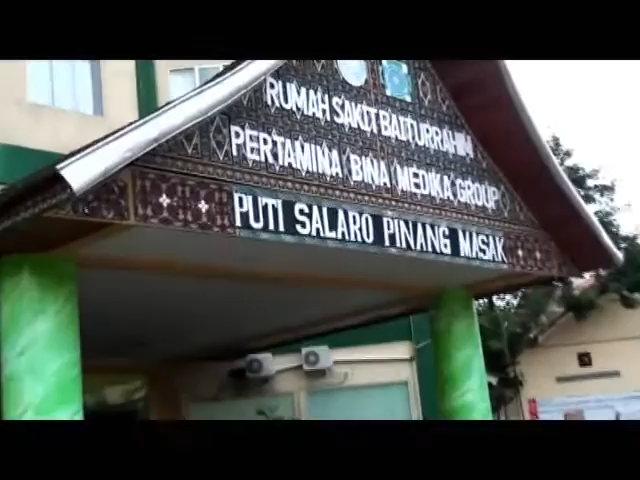 RUMAH SAKIT BAITURRAHIM
PERTAMINA BINA MEDIKA GROUP
PUTI SALARO PINANG MASAK